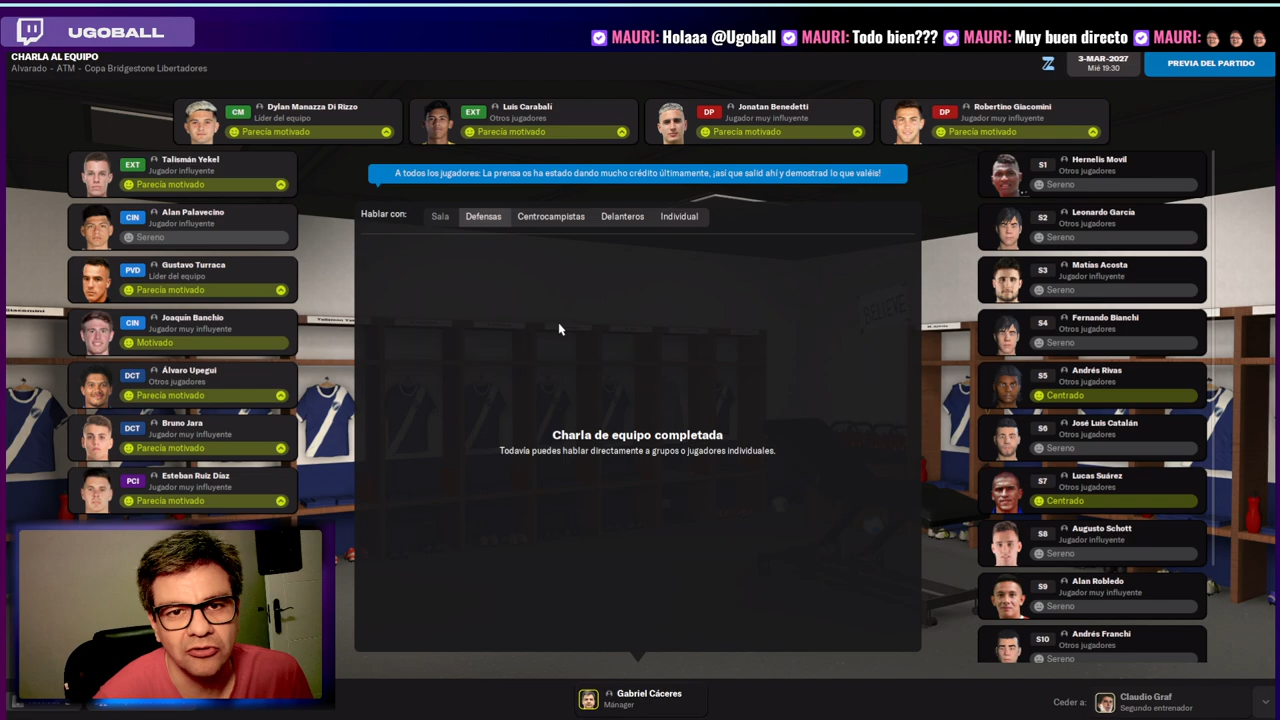 UGOBALL
MAURI: Holaaa @Ugoball MAURI: Todo bien??? MAURI: Muy buen directo MAURI:
CHARLA AL EQUIPO
Alvarado - ATM - Copa Bridgestone Libertadores
3-MAR-2027
Mié 19:30
PREVIA DEL PARTIDO
CM Dylan Manazza Di Rizzo
Líder del equipo
Parecía motivado
EXT Luis Carabalí
Otros jugadores
Parecía motivado
DP Jonatan Benedetti
Jugador muy influyente
Parecía motivado
DP Robertino Giacomini
Jugador muy influyente
Parecía motivado
EXT Talismán Yekel
Jugador influyente
Parecía motivado
CIN Alan Palavecino
Jugador influyente
Sereno
PVD Gustavo Turraca
Líder del equipo
Parecía motivado
CIN Joaquín Banchio
Jugador muy influyente
Motivado
DCT Álvaro Upegui
Otros jugadores
Parecía motivado
DCT Bruno Jara
Jugador muy influyente
Parecía motivado
PCI Esteban Ruiz Díaz
Jugador muy influyente
Parecía motivado
A todos los jugadores: La prensa os ha estado dando mucho crédito últimamente, ¡así que salid ahí y demostrad lo que valéis!
Hablar con: Sala Defensas Centrocampistas Delanteros Individual
BELIEVE
Charla de equipo completada
Todavía puedes hablar directamente a grupos o jugadores individuales.
S1 Hernelis Movil
Otros jugadores
Sereno
S2 Leonardo García
Otros jugadores
Sereno
S3 Matías Acosta
Jugador influyente
Sereno
S4 Fernando Bianchi
Otros jugadores
Sereno
S5 Andrés Rivas
Otros jugadores
Centrado
S6 José Luis Catalán
Otros jugadores
Sereno
S7 Lucas Suárez
Otros jugadores
Centrado
S8 Augusto Schott
Jugador influyente
Sereno
S9 Alan Robledo
Jugador muy influyente
Sereno
S10 Andrés Franchi
Otros jugadores
Sereno
Gabriel Cáceres
Mánager
Ceder a: Claudio Graf
Segundo entrenador